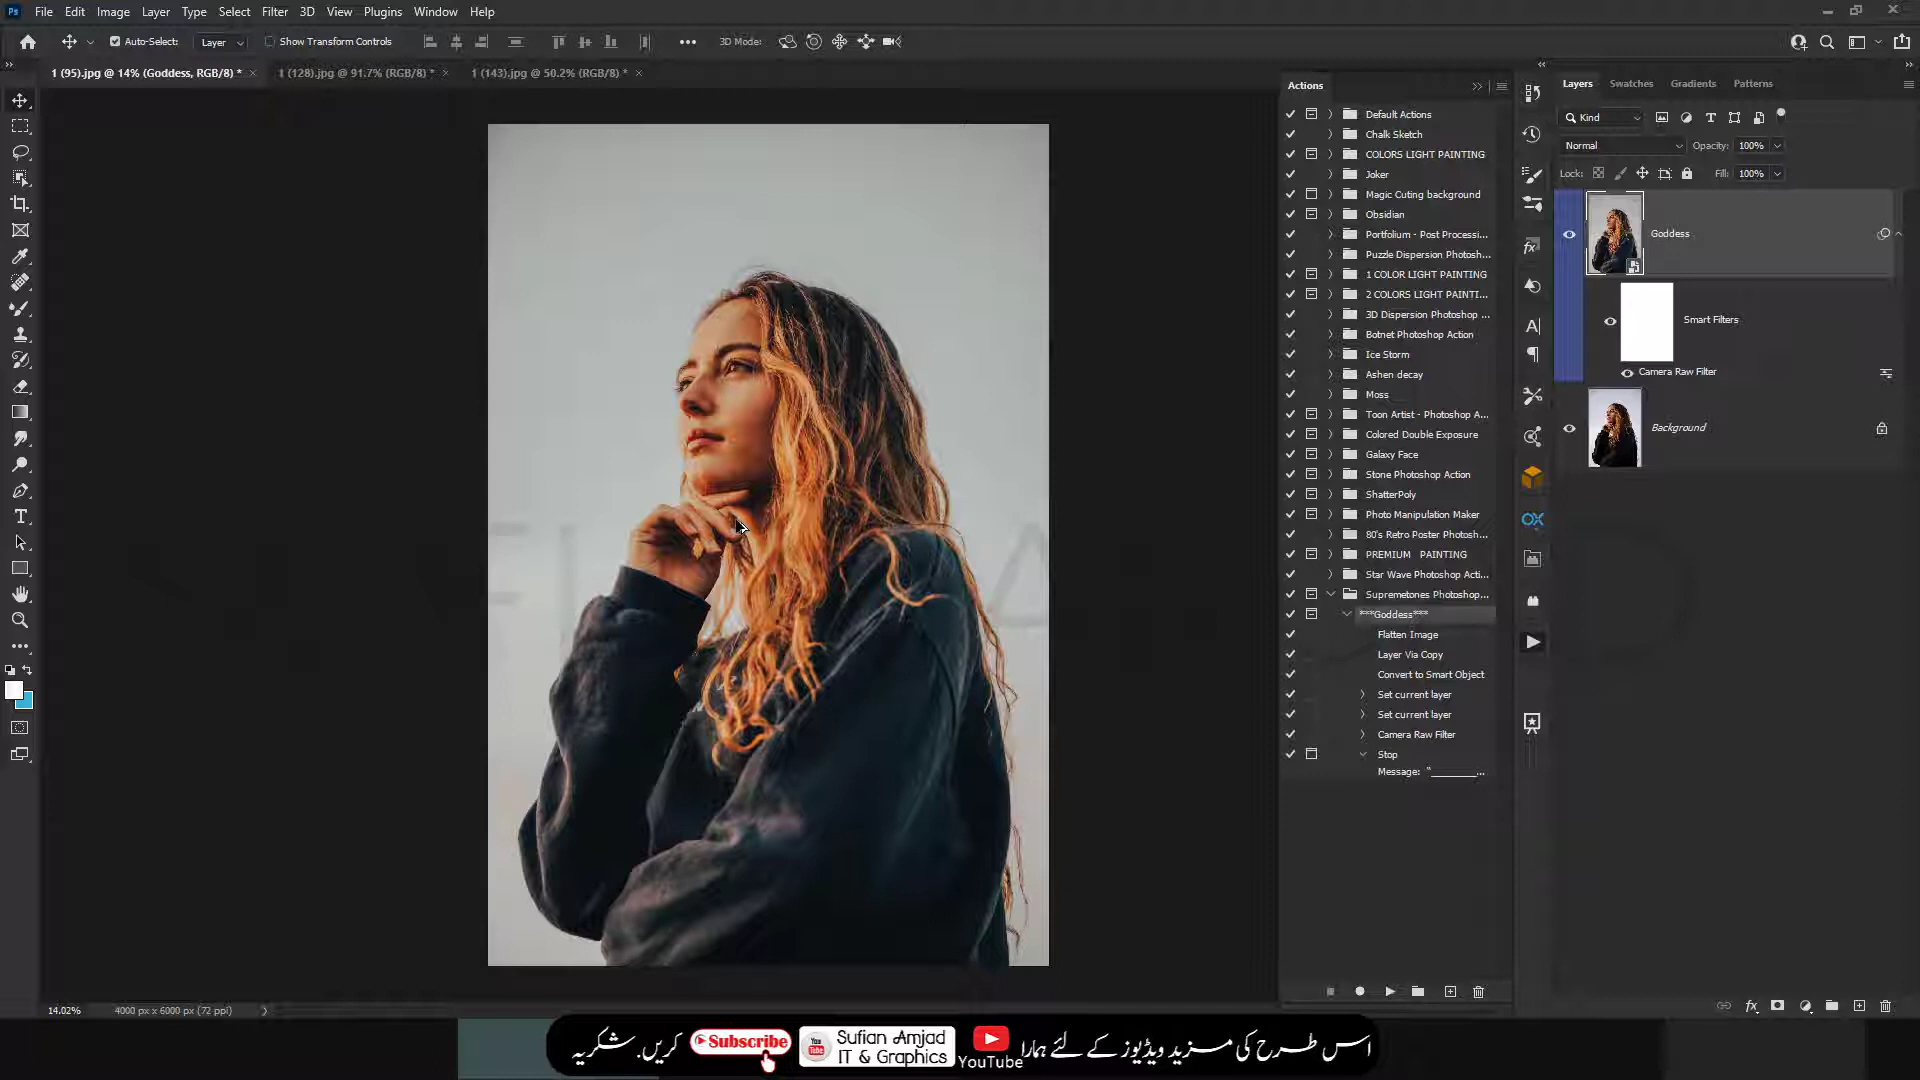 Ps File Edit Image Layer Type Select Filter 3D View Plugins Window Help
Auto-Select: Layer Show Transform Controls 3D Mode:
1 (95).jpg @ 14% (Goddess, RGB/8) * 1 (128).jpg @ 91.7% (RGB/8) * 1 (143).jpg @ 50.2% (RGB/8) *
Actions
Default Actions
Chalk Sketch
COLORS LIGHT PAINTING
Joker
Magic Cuting background
Obsidian
Portfolium - Post Processi...
Puzzle Dispersion Photosh...
1 COLOR LIGHT PAINTING
2 COLORS LIGHT PAINTI...
3D Dispersion Photoshop ...
Botnet Photoshop Action
Ice Storm
Ashen decay
Moss
Toon Artist - Photoshop A...
Colored Double Exposure
Galaxy Face
Stone Photoshop Action
ShatterPoly
Photo Manipulation Maker
80's Retro Poster Photosh...
PREMIUM PAINTING
Star Wave Photoshop Acti...
Supremetones Photoshop...
***Goddess***
Flatten Image
Layer Via Copy
Convert to Smart Object
Set current layer
Set current layer
Camera Raw Filter
Stop
Message: "________...
Layers Swatches Gradients Patterns
Kind
Normal Opacity: 100%
Lock: Fill: 100%
Goddess
Smart Filters
Camera Raw Filter
Background
14.02% 4000 px x 6000 px (72 ppi)
اس طرح کی مزید ویڈیوز کے لئے ہمارا YouTube Sufian Amjad IT & Graphics Subscribe کریں. شکریہ